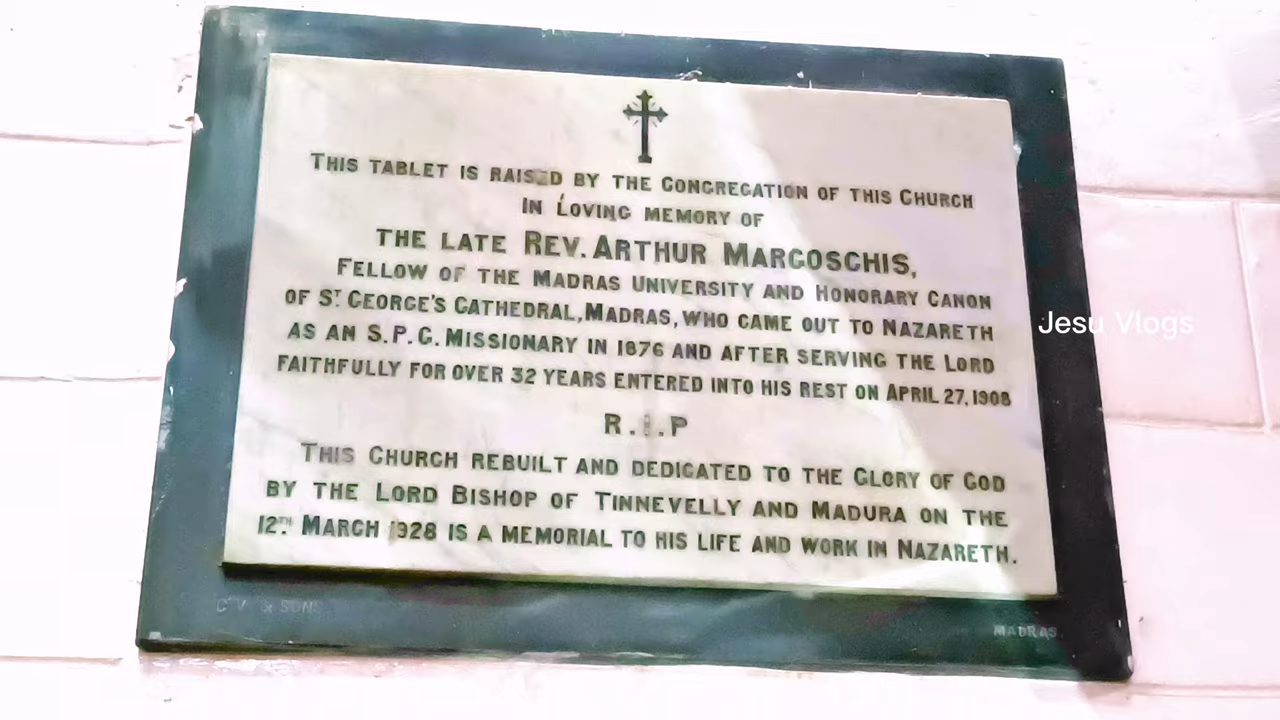 THIS TABLET IS RAISED BY THE CONGREGATION OF THIS CHURCH
IN LOVING MEMORY OF
THE LATE REV. ARTHUR MARGOSCHIS,
FELLOW OF THE MADRAS UNIVERSITY AND HONORARY CANON
OF ST GEORGE'S CATHEDRAL, MADRAS, WHO CAME OUT TO NAZARETH
AS AN S.P.G. MISSIONARY IN 1876 AND AFTER SERVING THE LORD
FAITHFULLY FOR OVER 32 YEARS ENTERED INTO HIS REST ON APRIL 27, 1908
R.I.P
THIS CHURCH REBUILT AND DEDICATED TO THE GLORY OF GOD
BY THE LORD BISHOP OF TINNEVELLY AND MADURA ON THE
12TH MARCH 1928 IS A MEMORIAL TO HIS LIFE AND WORK IN NAZARETH.
Jesu Vlogs
& SONS
MADRAS